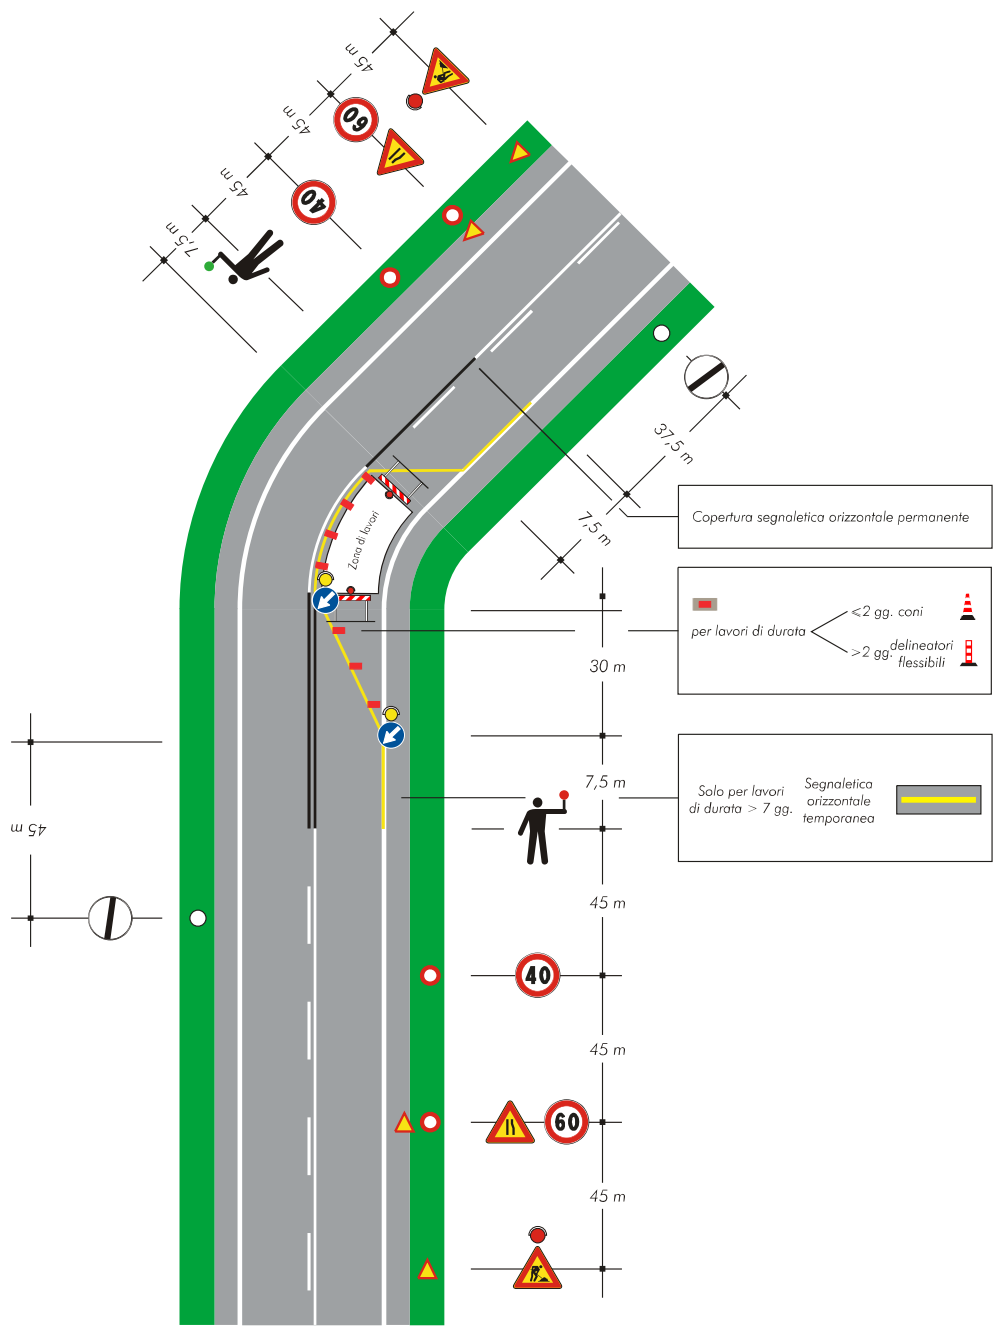 45 m
60
45 m
40
45 m
7,5 m
37,5 m
7,5 m
Copertura segnaletica orizzontale permanente
Zona di lavori
per lavori di durata
⩽2 gg. coni
>2 gg. delineatori
flessibili
30 m
7,5 m
Solo per lavori
di durata > 7 gg.
Segnaletica
orizzontale
temporanea
45 m
45 m
40
45 m
60
45 m